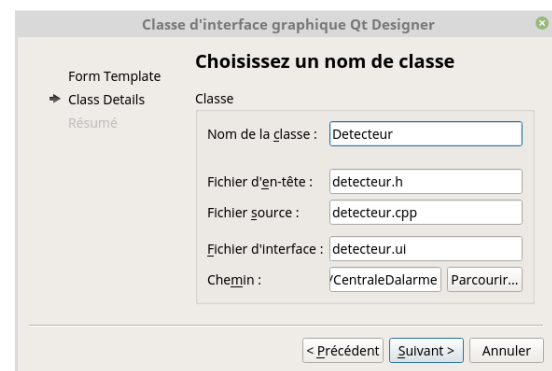 Classe d'interface graphique Qt Designer
Form Template
Class Details
Résumé
Choisissez un nom de classe
Classe
Nom de la classe : Detecteur
Fichier d'en-tête : detecteur.h
Fichier source : detecteur.cpp
Fichier d'interface : detecteur.ui
Chemin : /CentraleDalarme Parcourir...
< Précédent Suivant > Annuler